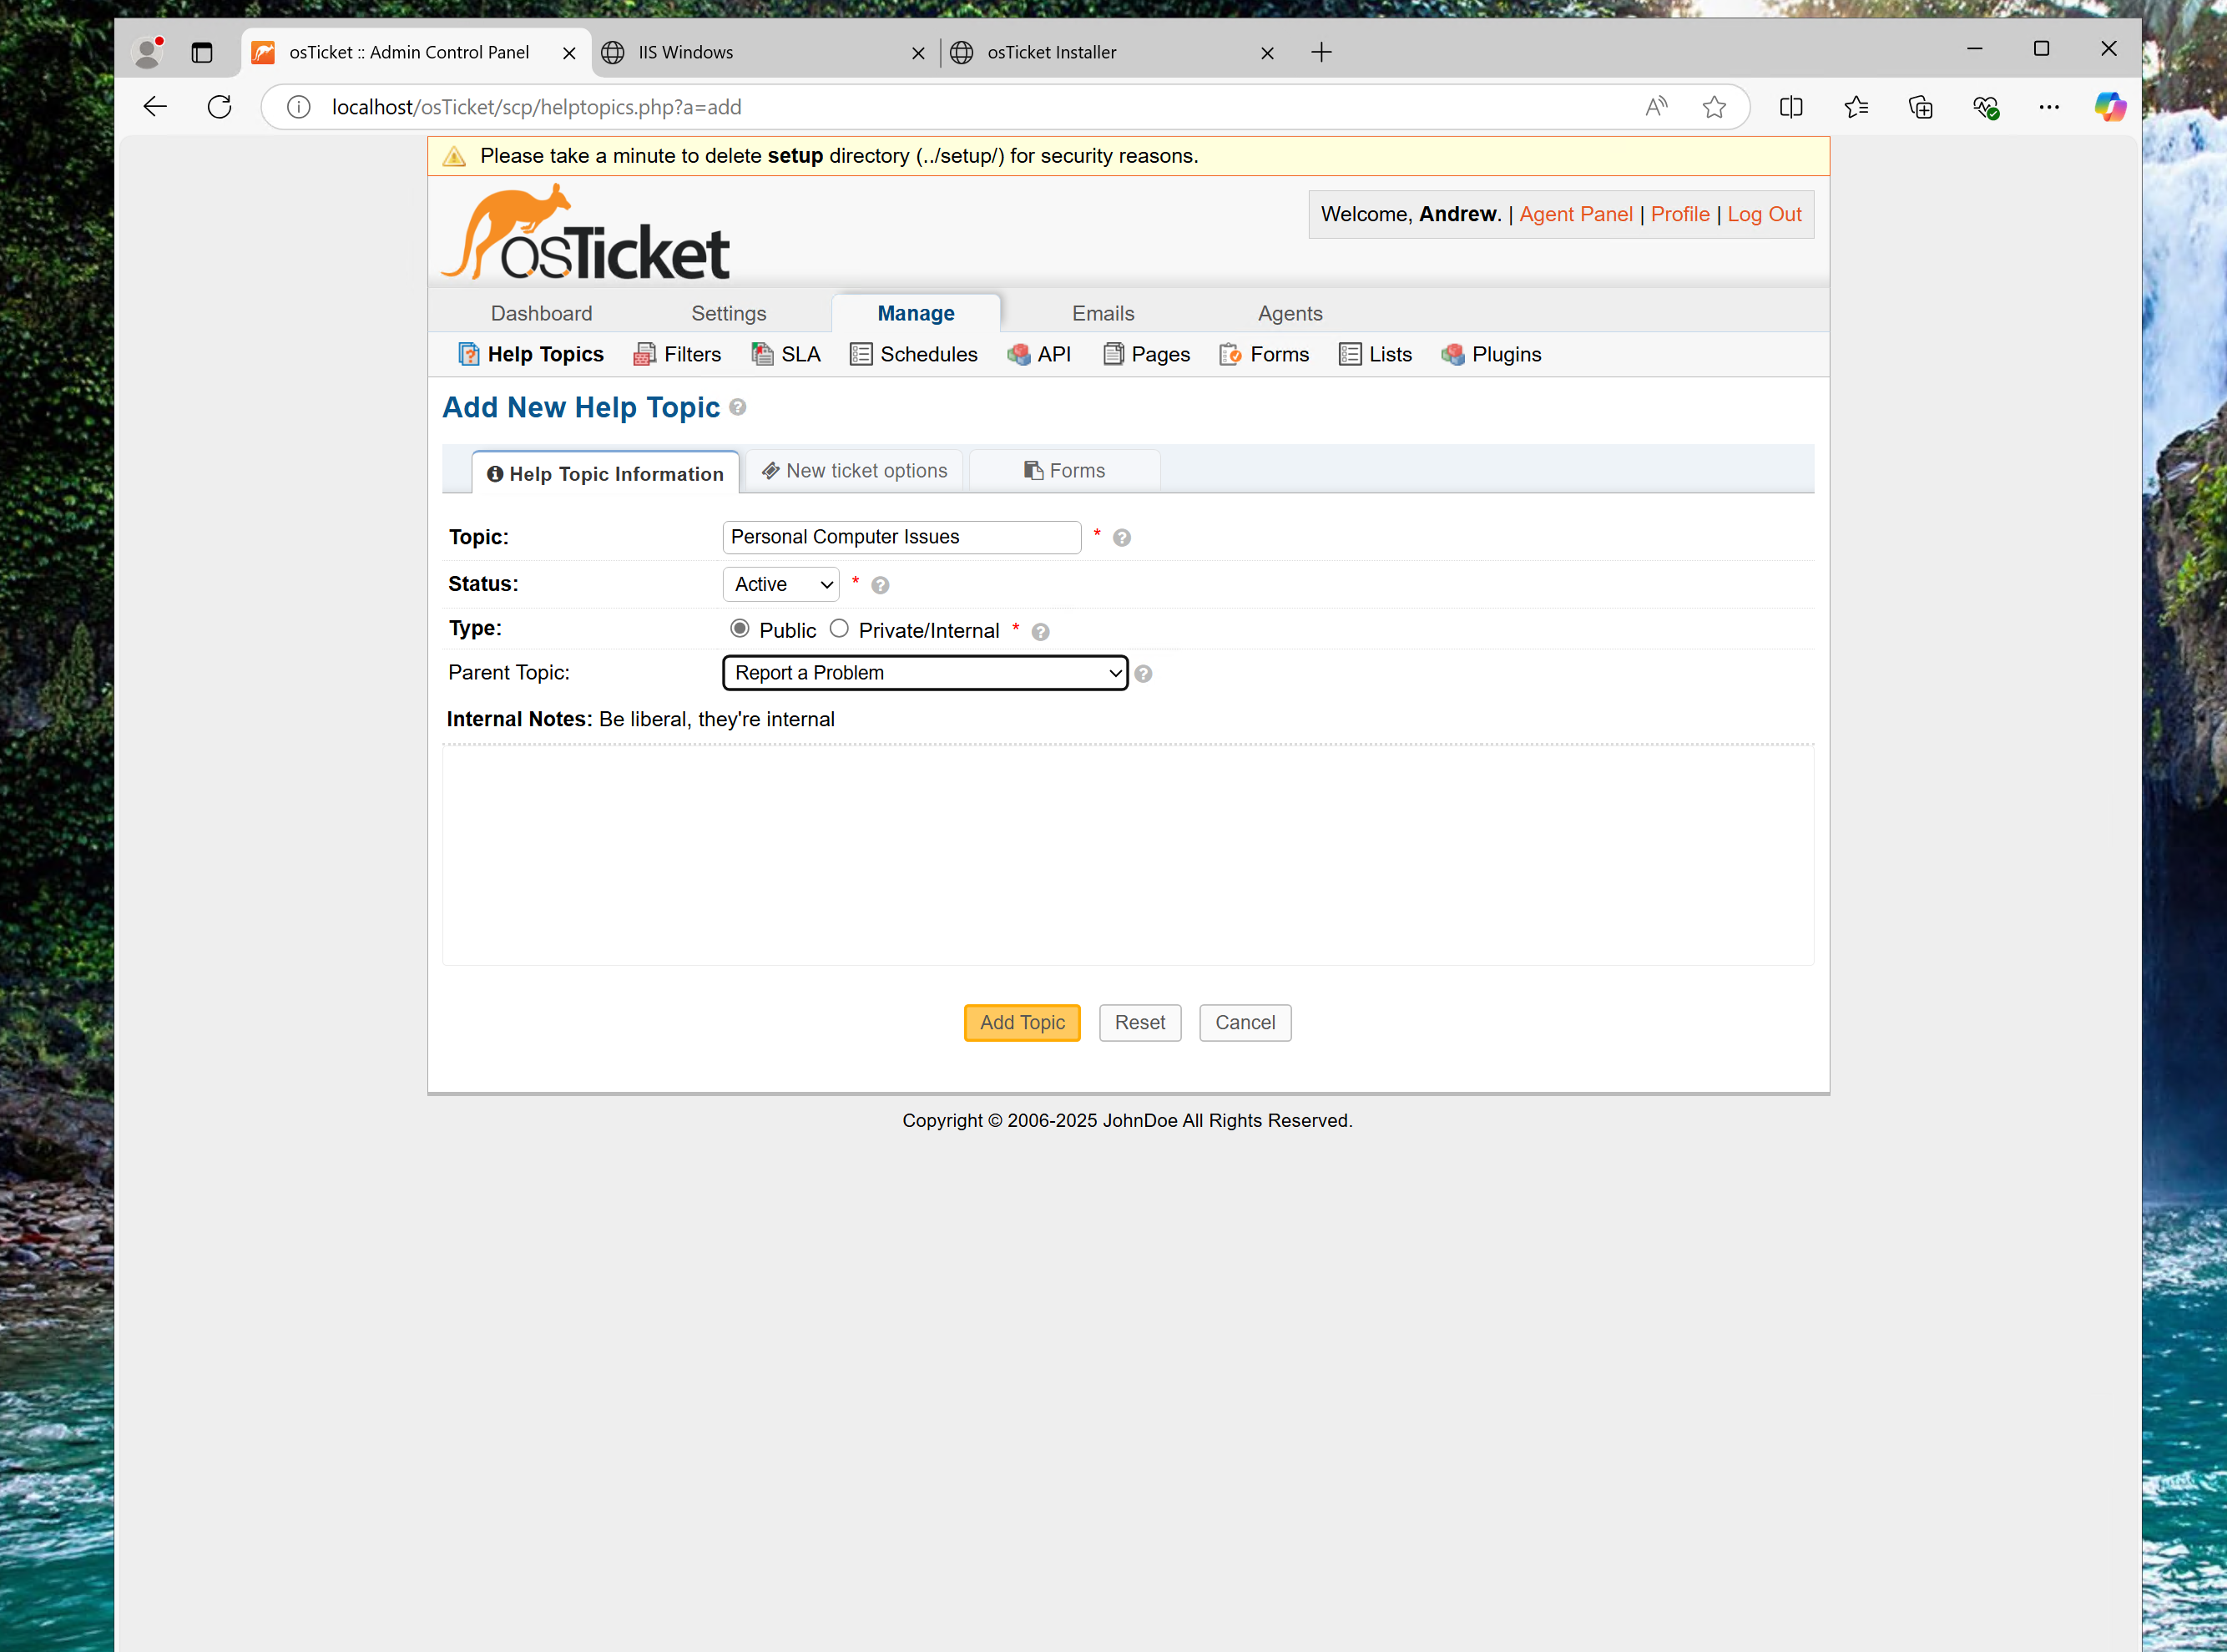 osTicket :: Admin Control Panel
IIS Windows
osTicket Installer
localhost/osTicket/scp/helptopics.php?a=add
Please take a minute to delete setup directory (../setup/) for security reasons.
osTicket
Welcome, Andrew. | Agent Panel | Profile | Log Out
Dashboard Settings Manage Emails Agents
Help Topics Filters SLA Schedules API Pages Forms Lists Plugins
Add New Help Topic
Help Topic Information New ticket options Forms
Topic: Personal Computer Issues *
Status: Active *
Type: Public Private/Internal *
Parent Topic: Report a Problem
Internal Notes: Be liberal, they're internal
Add Topic Reset Cancel
Copyright © 2006-2025 JohnDoe All Rights Reserved.